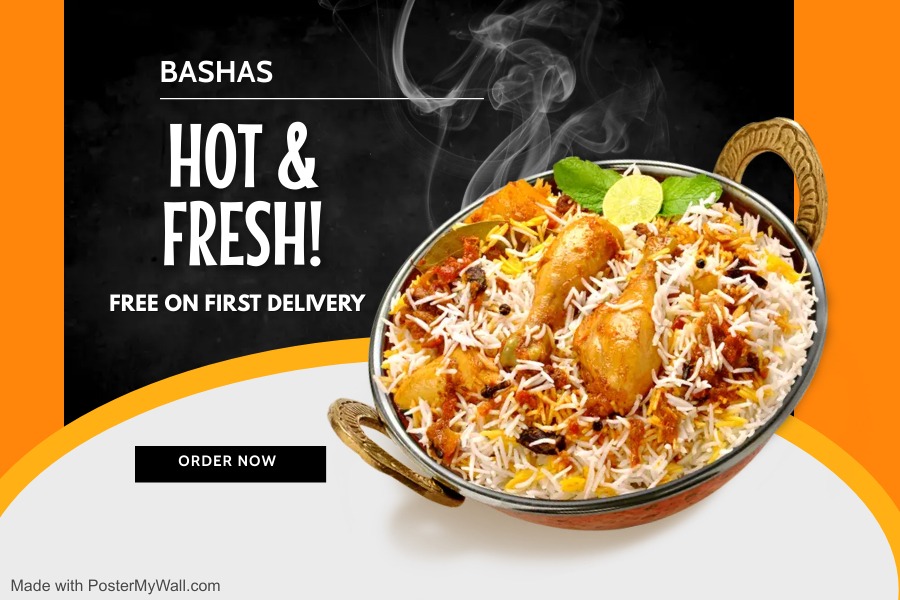 BASHAS
HOT &
FRESH!
FREE ON FIRST DELIVERY
ORDER NOW
Made with PosterMyWall.com